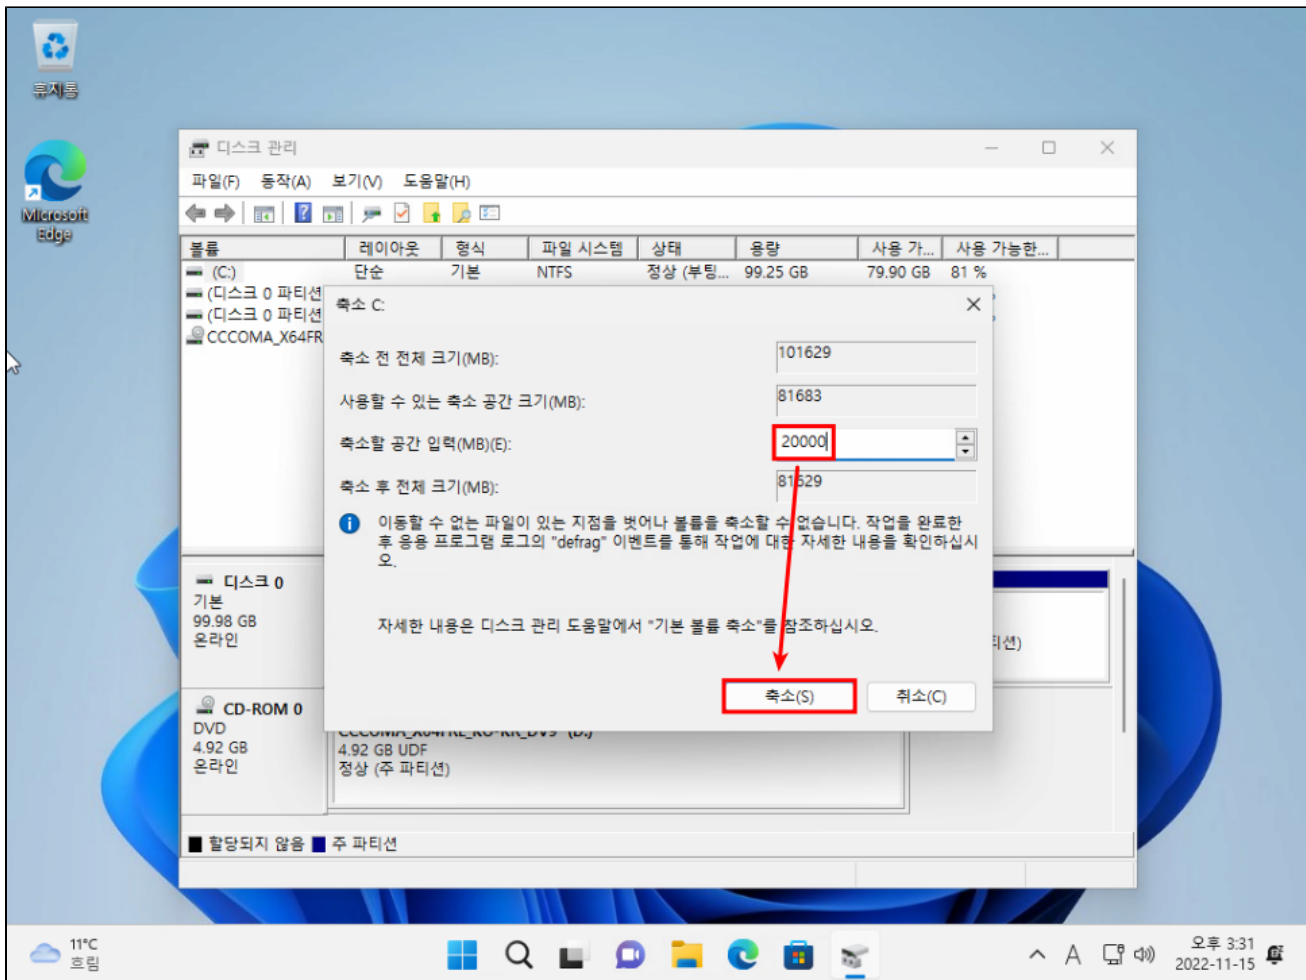 휴지통
Microsoft
Edge
디스크 관리
파일(F) 동작(A) 보기(V) 도움말(H)
볼륨 레이아웃 형식 파일 시스템 상태 용량 사용 가... 사용 가능한...
(C:) 단순 기본 NTFS 정상 (부팅... 99.25 GB 79.90 GB 81 %
(디스크 0 파티션
(디스크 0 파티션
CCCOMA_X64FR
축소 C:
축소 전 전체 크기(MB): 101629
사용할 수 있는 축소 공간 크기(MB): 81683
축소할 공간 입력(MB)(E): 20000
축소 후 전체 크기(MB): 81629
이동할 수 없는 파일이 있는 지점을 벗어나 볼륨을 축소할 수 없습니다. 작업을 완료한
후 응용 프로그램 로그의 "defrag" 이벤트를 통해 작업에 대한 자세한 내용을 확인하십시
오.
자세한 내용은 디스크 관리 도움말에서 "기본 볼륨 축소"를 참조하십시오.
축소(S) 취소(C)
디스크 0
기본
99.98 GB
온라인
티션)
CD-ROM 0
DVD
4.92 GB
온라인
CCCOMA_X64FRE_KO-KR_DV9 (D:)
4.92 GB UDF
정상 (주 파티션)
할당되지 않음 주 파티션
11°C
흐림
A
오후 3:31
2022-11-15